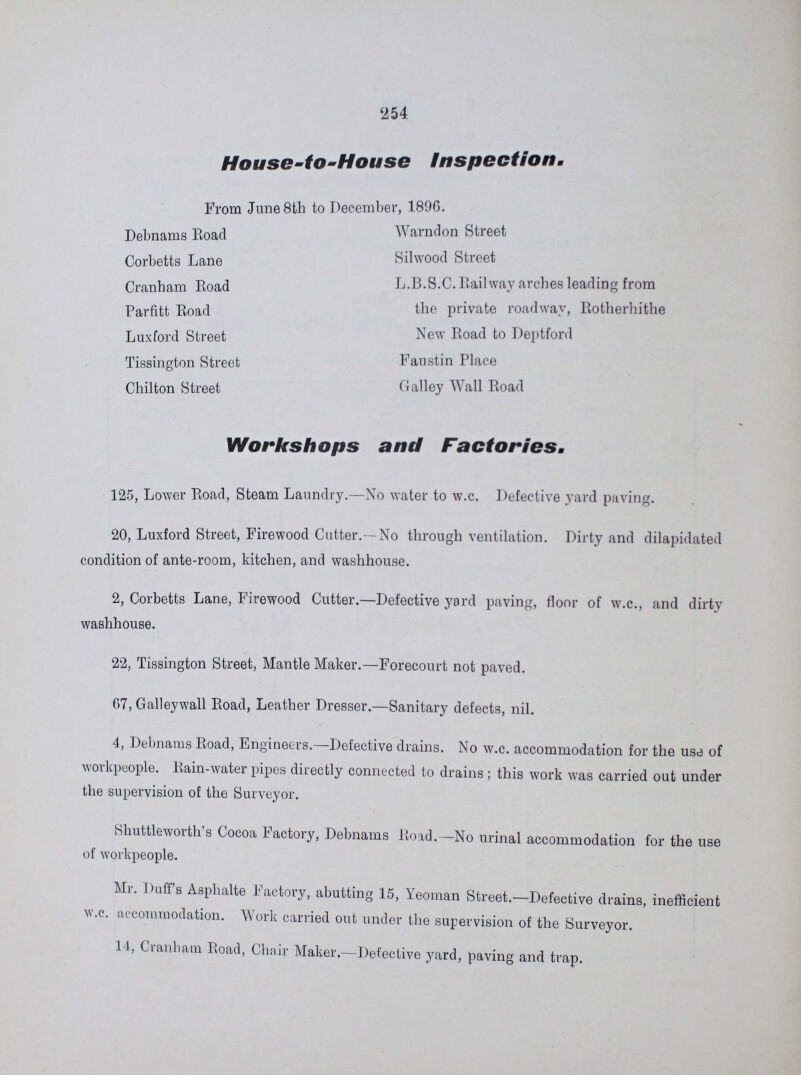 254
House-to-House Inspection.
From June 8th to December, 1896.
Debnams Road
Corbetts Lane
Cranham Road
Parfitt Road
Luxford Street
Tissington Street
Chilton Street
Warndon Street
Silwood Street
L.B.S.C. Railway arches leading from
the private roadway, Rotherhithe
New Road to Deptford
Faustin Place
Galley Wall Road
Workshops and Factories.
125, Lower Road, Steam Laundry.—No water to w.c. Defective yard paving.
20, Luxford Street, Firewood Cutter.—No through ventilation. Dirty and dilapidated
condition of ante-room, kitchen, and washhouse.
2, Corbetts Lane, Firewood Cutter.—Defective yard paving, floor of w.c., and dirty
washhouse.
22, Tissington Street, Mantle Maker.—Forecourt not paved.
67, Galleywall Road, Leather Dresser.—Sanitary defects, nil.
4, Debnams Road, Engineers.—Defective drains. No w.c. accommodation for the use of
workpeople. Rain-water pipes directly connected to drains; this work was carried out under
the supervision of the Surveyor.
Shuttleworth's Cocoa Factory, Debnams Road.—No urinal accommodation for the use
of workpeople.
Mr. Duff's Asphalte Factory, abutting 15, Yeoman Street.—Defective drains, inefficient
w.c. accommodation. Work carried out under the supervision of the Surveyor.
14, Cranham Road, Chair Maker.—Defective yard, paving and trap.